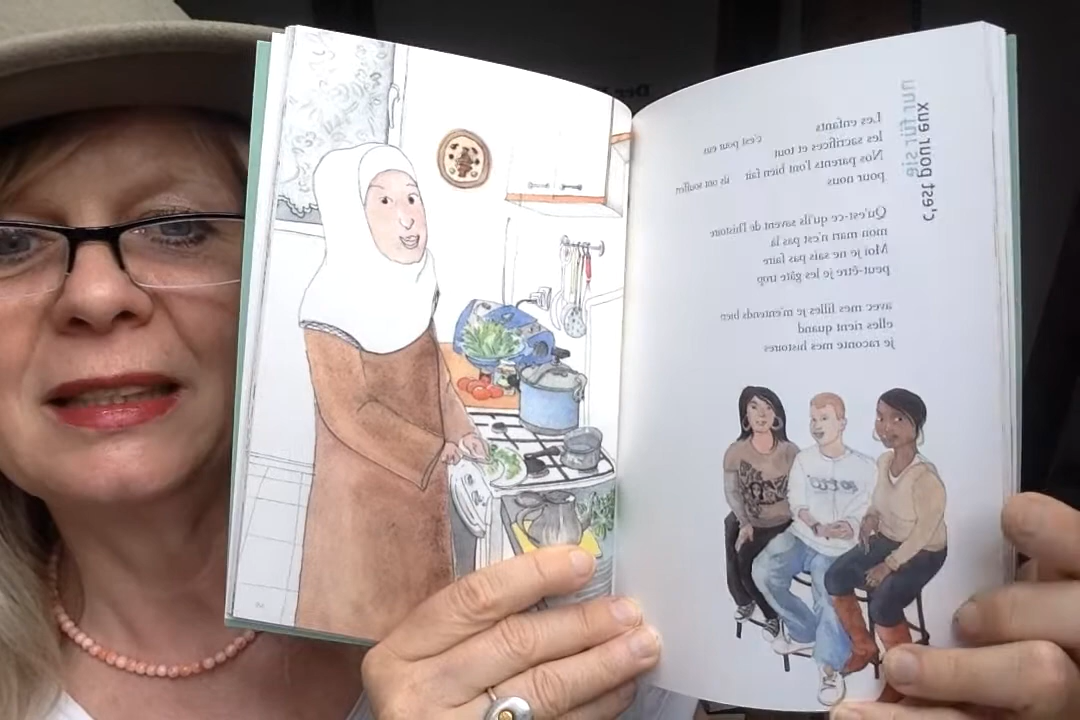 nur für sie
c'est pour eux
Les enfants c'est pour eux
les sacrifices et tout
Nos parents l'ont bien fait ils ont souffert
pour nous
Qu'est-ce-qu'ils savent de l'histoire
mon mari n'est pas là
Moi je ne sais pas faire
peut-être je les gâte trop
avec mes filles je m'entends bien
elles rient quand
je raconte mes histoires